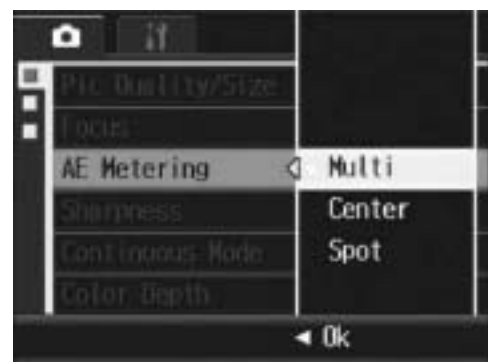 Pic Quality/Size
Focus
AE Metering
Multi
Sharpness
Center
Continuous Mode
Spot
Color Depth
◄ Ok